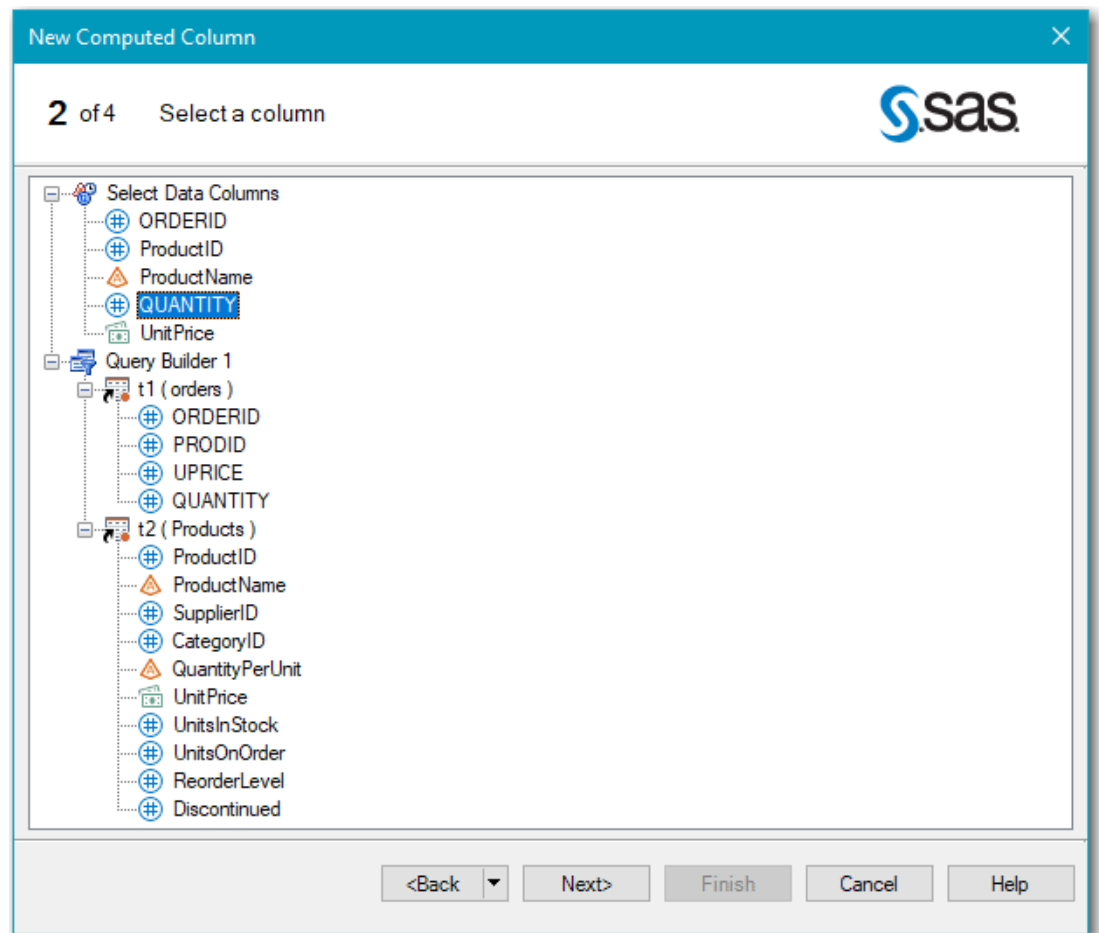 New Computed Column
2 of 4 Select a column
sas
Select Data Columns
ORDERID
ProductID
ProductName
QUANTITY
UnitPrice
Query Builder 1
t1 ( orders )
ORDERID
PRODID
UPRICE
QUANTITY
t2 ( Products )
ProductID
ProductName
SupplierID
CategoryID
QuantityPerUnit
UnitPrice
UnitsInStock
UnitsOnOrder
ReorderLevel
Discontinued
<Back Next> Finish Cancel Help